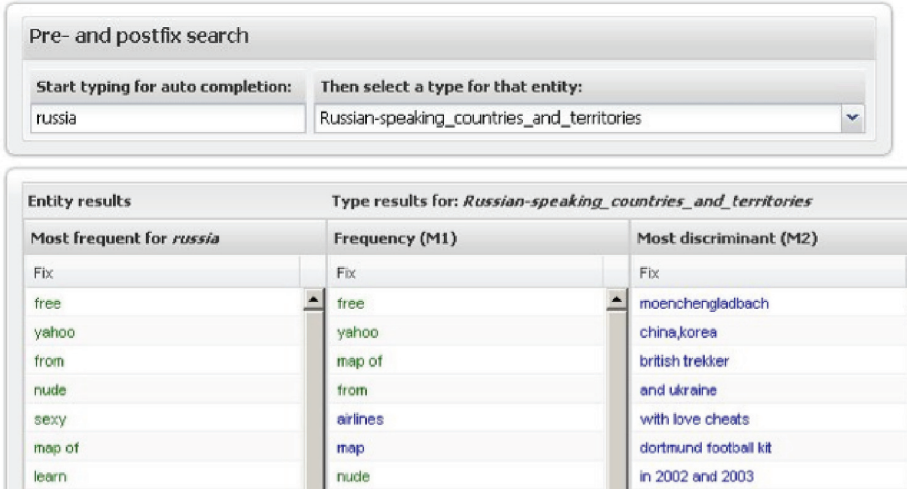 Pre- and postfix search
Start typing for auto completion: Then select a type for that entity:
russia Russian-speaking_countries_and_territories
Entity results Type results for: Russian-speaking_countries_and_territories
Most frequent for russia Frequency (M1) Most discriminant (M2)
Fix Fix Fix
free free moenchengladbach
yahoo yahoo china,korea
from map of british trekker
nude from and ukraine
sexy airlines with love cheats
map of map dortmund football kit
learn nude in 2002 and 2003